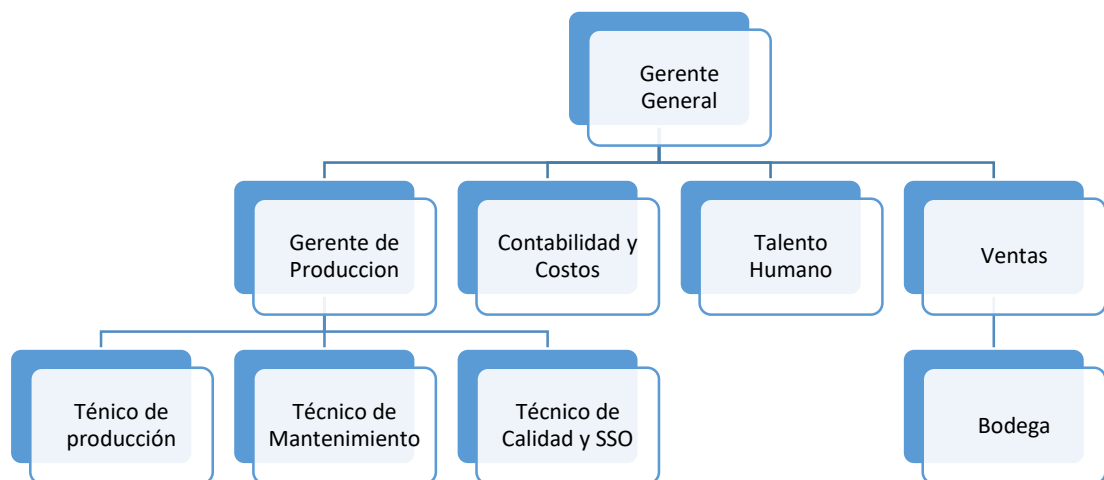 Gerente
General
Gerente de
Produccion
Contabilidad y
Costos
Talento
Humano
Ventas
Ténico de
producción
Técnico de
Mantenimiento
Técnico de
Calidad y SSO
Bodega